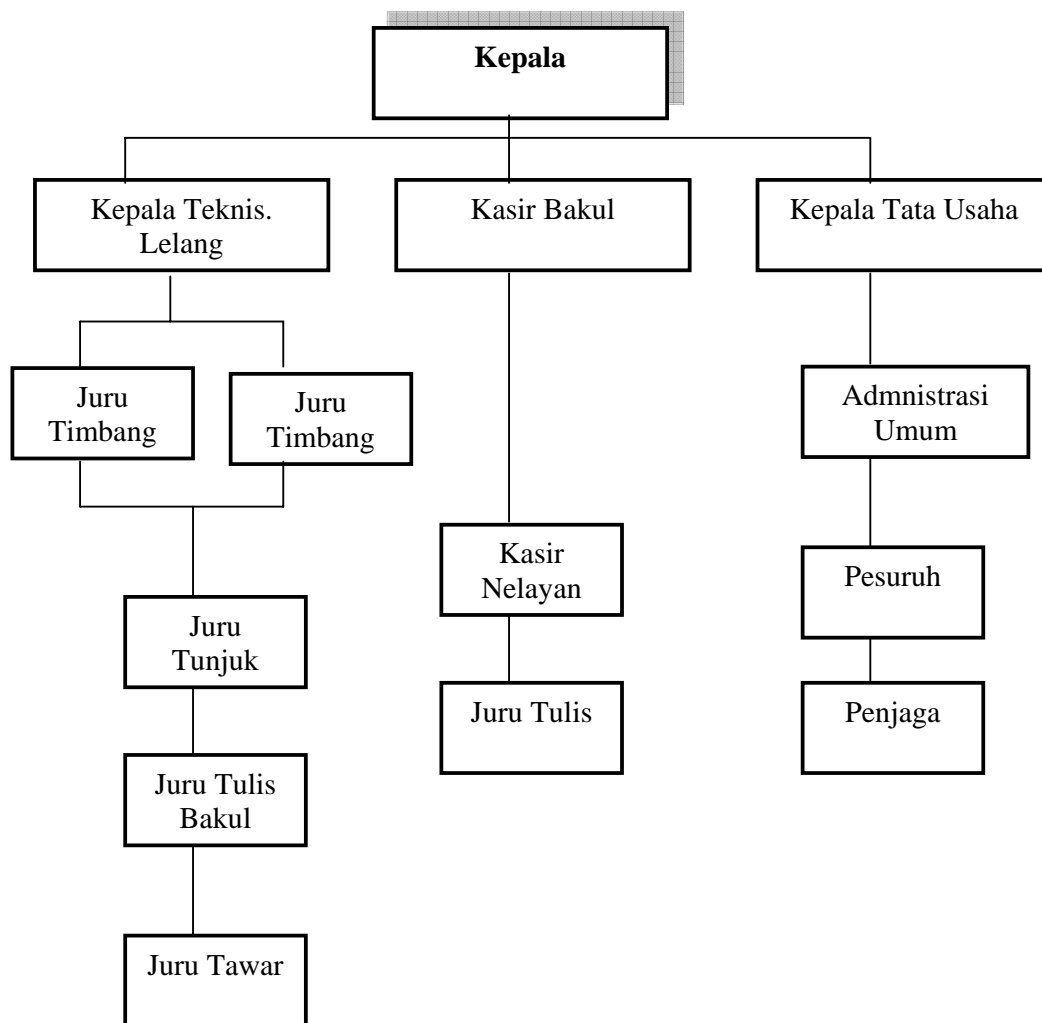 Kepala
Kepala Teknis.
Lelang
Kasir Bakul
Kepala Tata Usaha
Juru
Timbang
Juru
Timbang
Admnistrasi
Umum
Kasir
Nelayan
Pesuruh
Juru
Tunjuk
Juru Tulis
Penjaga
Juru Tulis
Bakul
Juru Tawar